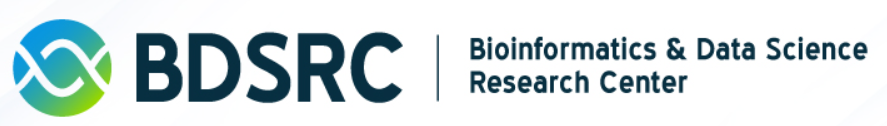 BDSRC
Bioinformatics & Data Science
Research Center